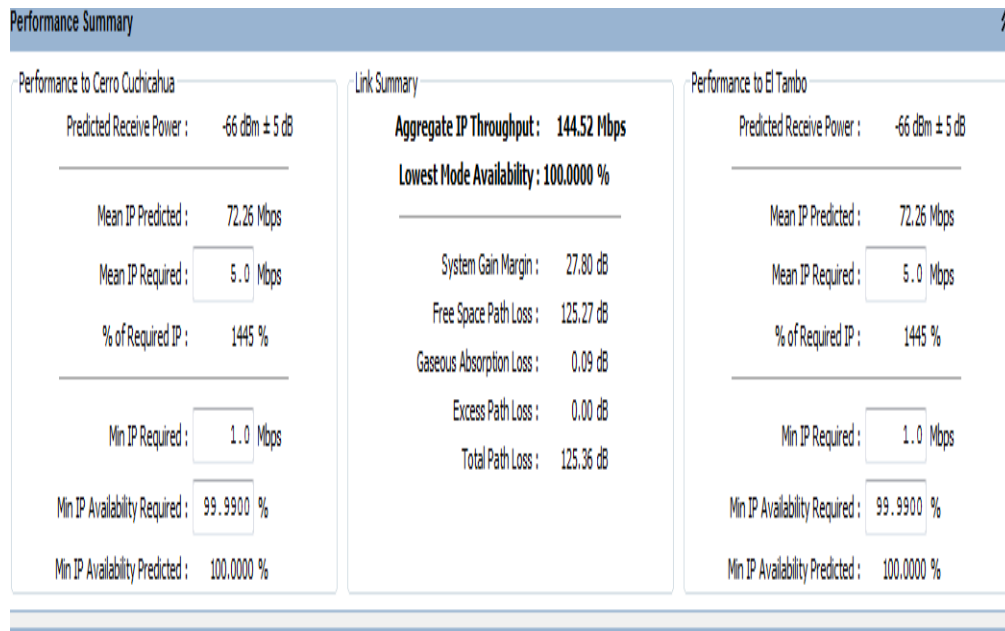 Performance Summary
Performance to Cerro Cuchicahua
Predicted Receive Power : -66 dBm ± 5 dB
Mean IP Predicted : 72.26 Mbps
Mean IP Required : 5.0 Mbps
% of Required IP : 1445 %
Min IP Required : 1.0 Mbps
Min IP Availability Required : 99.9900 %
Min IP Availability Predicted : 100.0000 %
Link Summary
Aggregate IP Throughput : 144.52 Mbps
Lowest Mode Availability : 100.0000 %
System Gain Margin : 27.80 dB
Free Space Path Loss : 125.27 dB
Gaseous Absorption Loss : 0.09 dB
Excess Path Loss : 0.00 dB
Total Path Loss : 125.36 dB
Performance to El Tambo
Predicted Receive Power : -66 dBm ± 5 dB
Mean IP Predicted : 72.26 Mbps
Mean IP Required : 5.0 Mbps
% of Required IP : 1445 %
Min IP Required : 1.0 Mbps
Min IP Availability Required : 99.9900 %
Min IP Availability Predicted : 100.0000 %